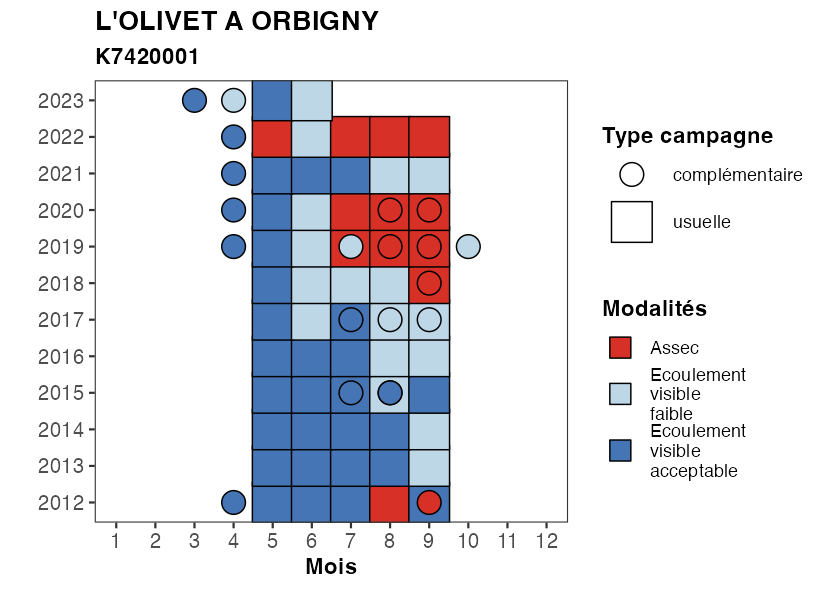 L'OLIVET A ORBIGNY
K7420001
2023
2022
2021
2020
2019
2018
2017
2016
2015
2014
2013
2012
1 2 3 4 5 6 7 8 9 10 11 12
Mois
Type campagne
complémentaire
usuelle
Modalités
Assec
Ecoulement
visible
faible
Ecoulement
visible
acceptable